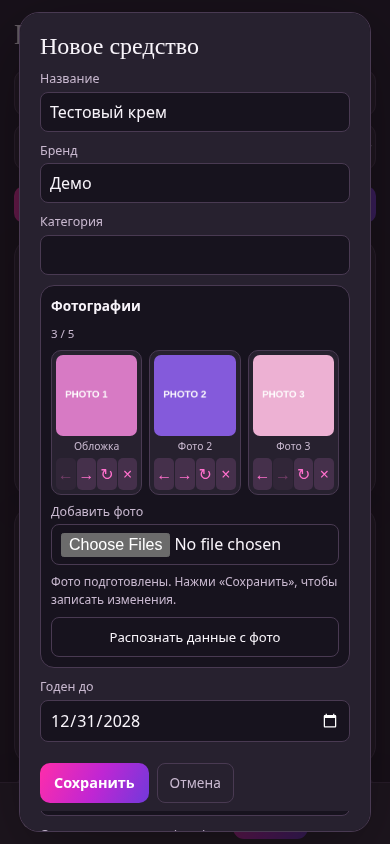 Новое средство
Название
Тестовый крем
Бренд
Демо
Категория
Фотографии
3 / 5
PHOTO 1
PHOTO 2
PHOTO 3
Обложка
Фото 2
Фото 3
← → ↻ × ← → ↻ × ← → ↻ ×
Добавить фото
Choose Files No file chosen
Фото подготовлены. Нажми «Сохранить», чтобы
записать изменения.
Распознать данные с фото
Годен до
12/31/2028
Сохранить
Отмена